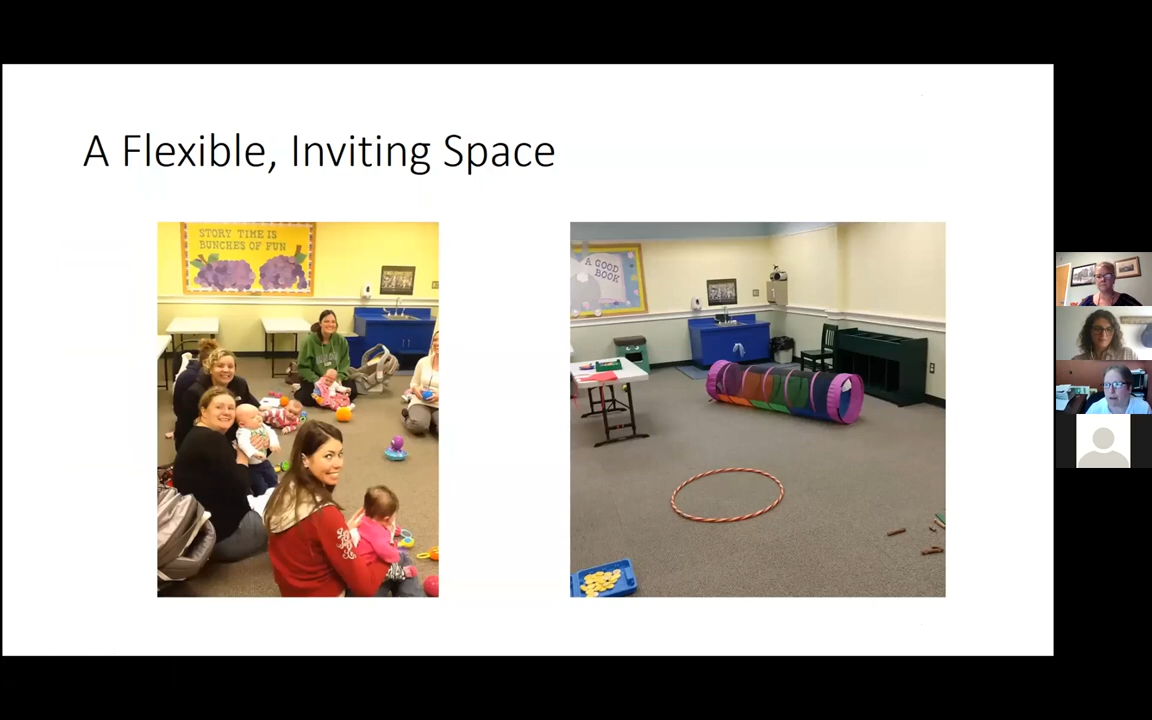 A Flexible, Inviting Space
STORY TIME IS
BUNCHES OF FUN
A GOOD
BOOK